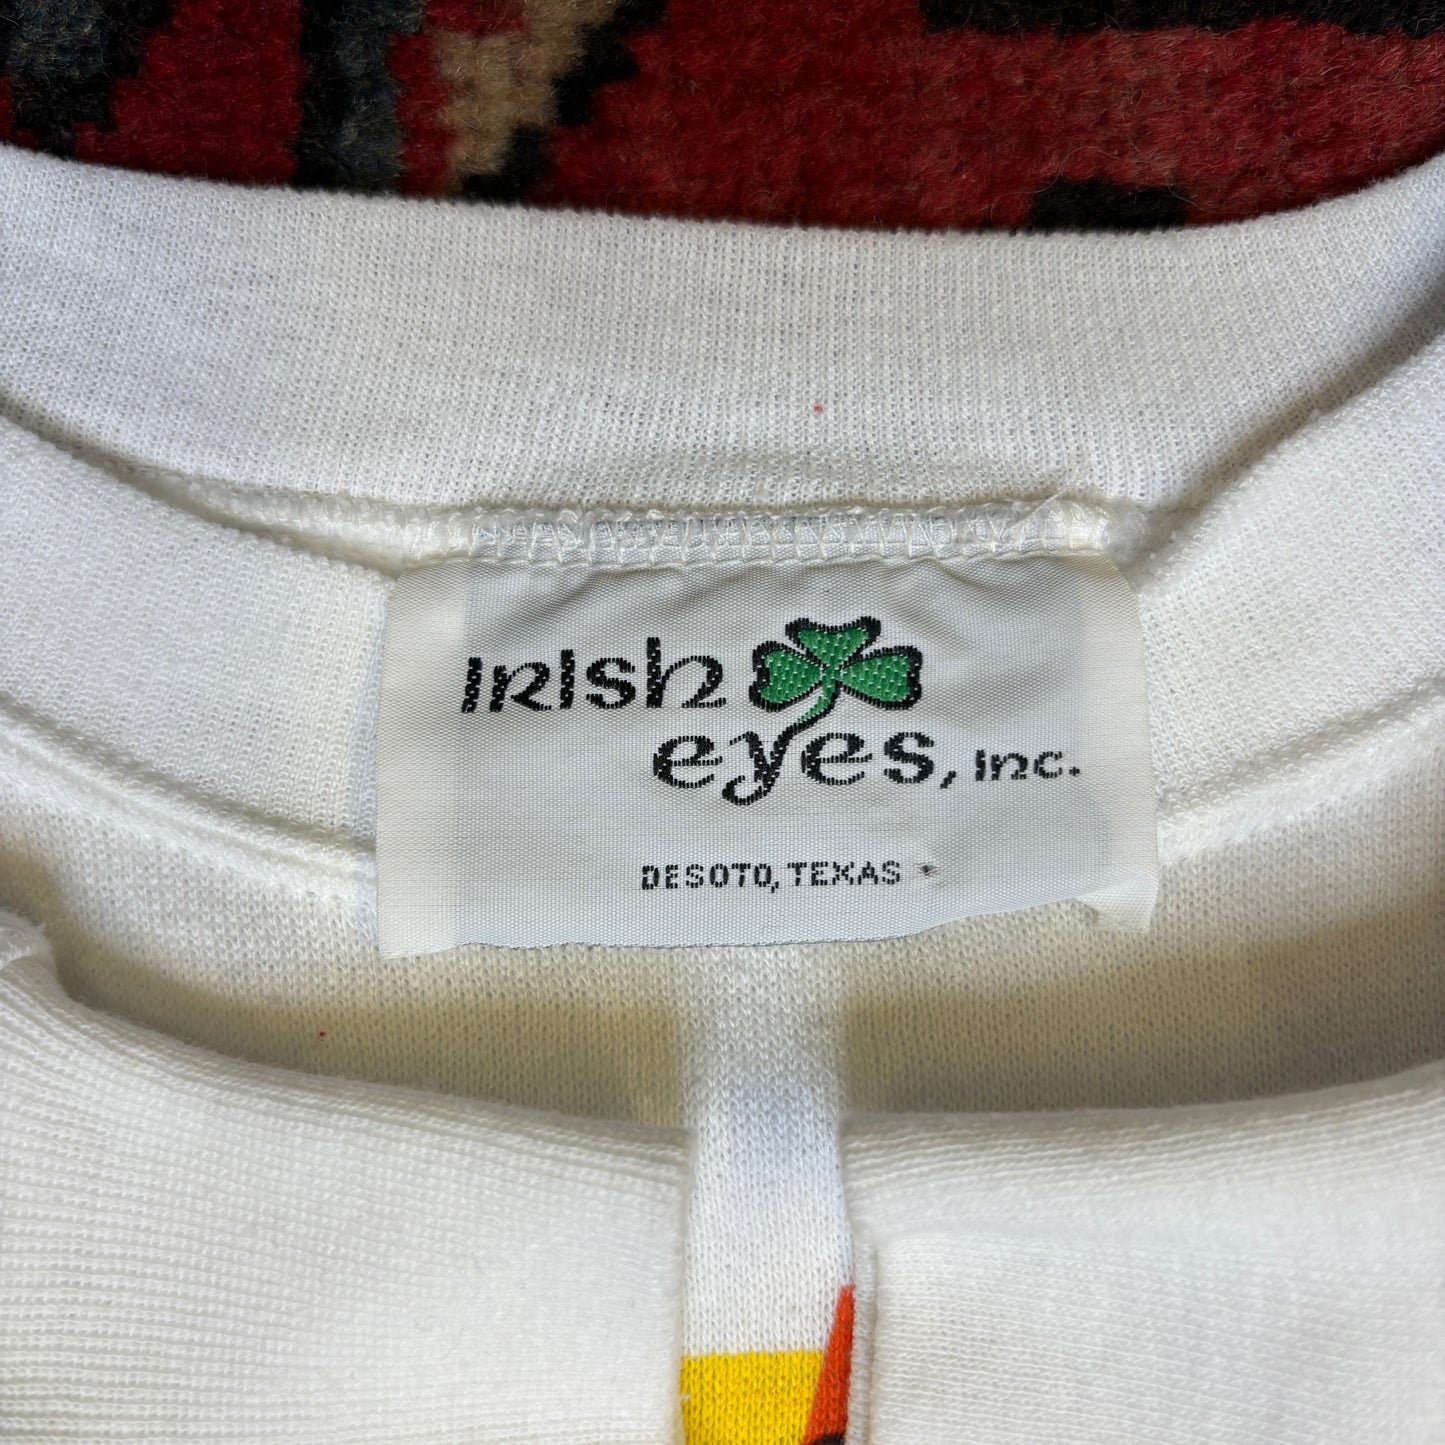 Irish
eyes, Inc.
DESOTO, TEXAS